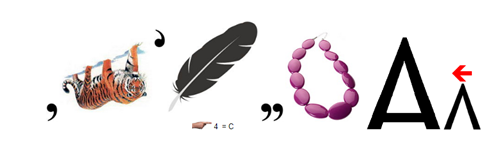 , ’ ,, A Λ
4 = C